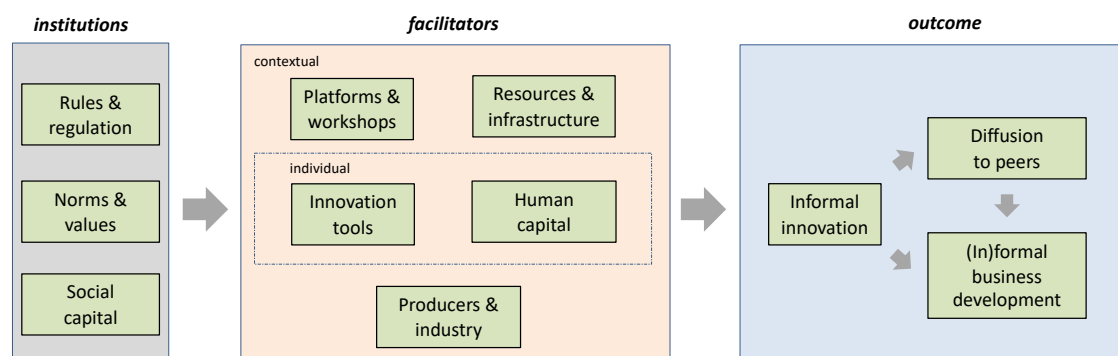 institutions
facilitators
outcome
Rules &
regulation
Norms &
values
Social
capital
contextual
Platforms &
workshops
Resources &
infrastructure
individual
Innovation
tools
Human
capital
Producers &
industry
Informal
innovation
Diffusion
to peers
(In)formal
business
development